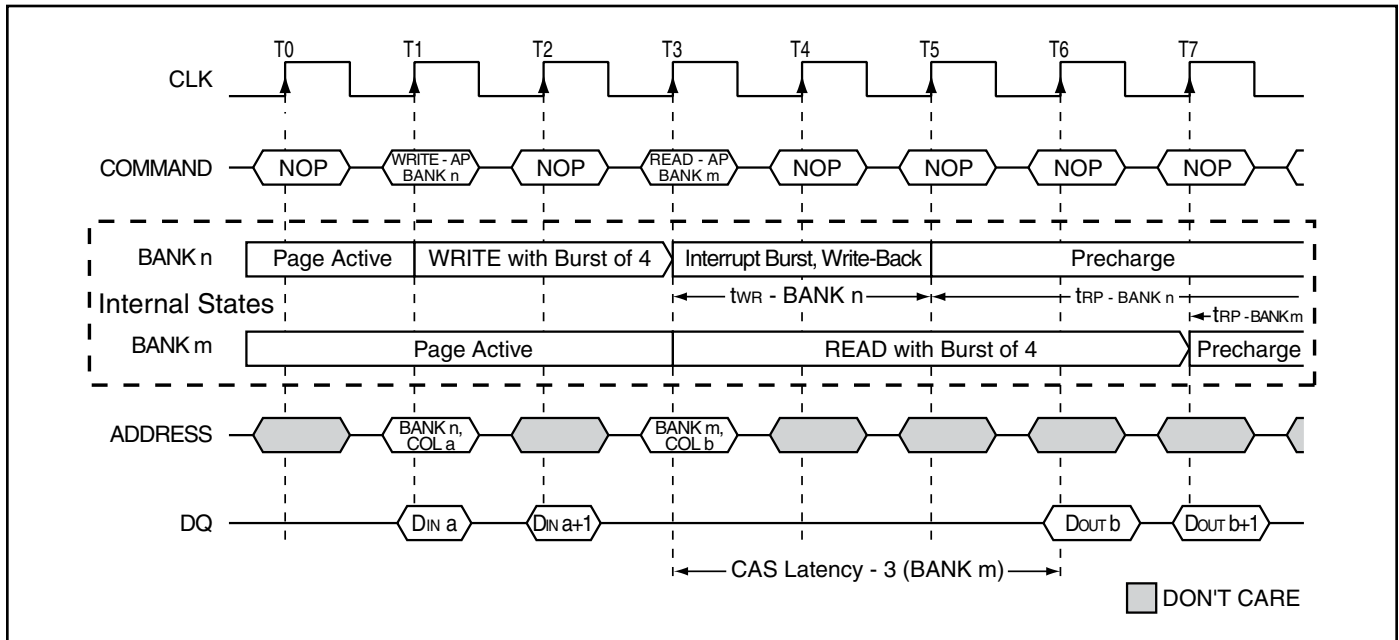 T0 T1 T2 T3 T4 T5 T6 T7
CLK
COMMAND NOP WRITE - AP BANK n NOP READ - AP BANK m NOP NOP NOP NOP
BANK n Page Active WRITE with Burst of 4 Interrupt Burst, Write-Back Precharge
Internal States tWR - BANK n tRP - BANK n
tRP - BANK m
BANK m Page Active READ with Burst of 4 Precharge
ADDRESS BANK n, COL a BANK m, COL b
DQ DIN a DIN a+1 DOUT b DOUT b+1
CAS Latency - 3 (BANK m)
DON'T CARE